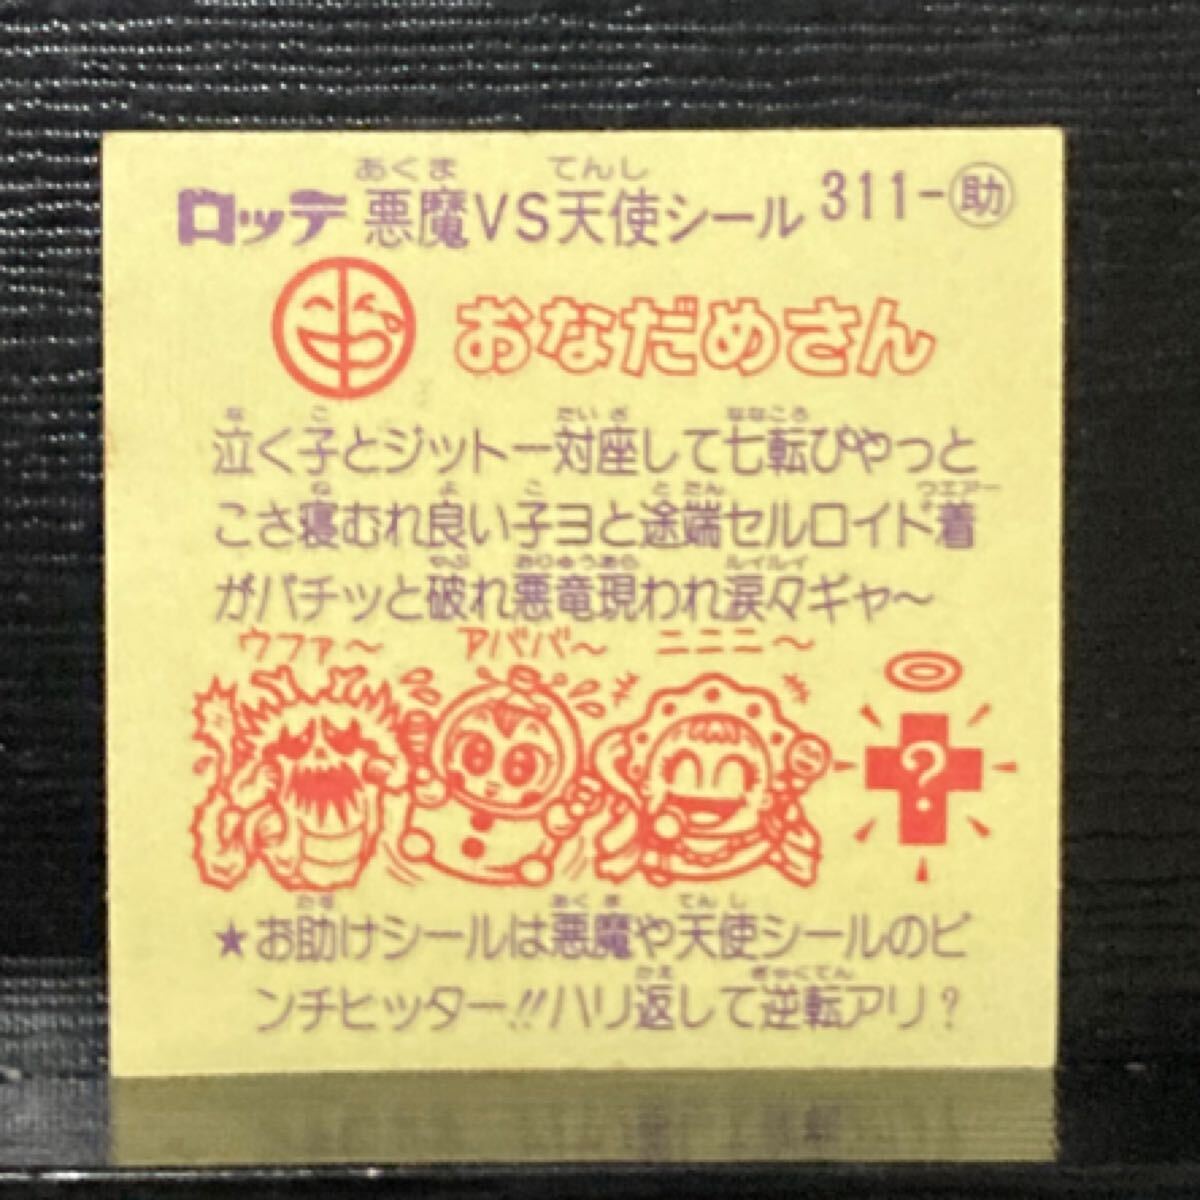 あくま てんし
ロッテ 悪魔VS天使シール 311-助
おなだめさん
な こ たいざ ななころ
泣く子とジットー対座して七転びやっと
ね よ こ とたん ウエアー
こさ寝むれ良い子ヨと途端セルロイド着
やぶ おりゅうあら ルイルイ
がバチッと破れ悪竜現われ涙々ギャ〜
ウファ〜 アババ〜 ニニニ〜
?
たす あくま てんし
★お助けシールは悪魔や天使シールのピ
かえ ぎゃくてん
ンチヒッター!!ハリ返して逆転アリ?